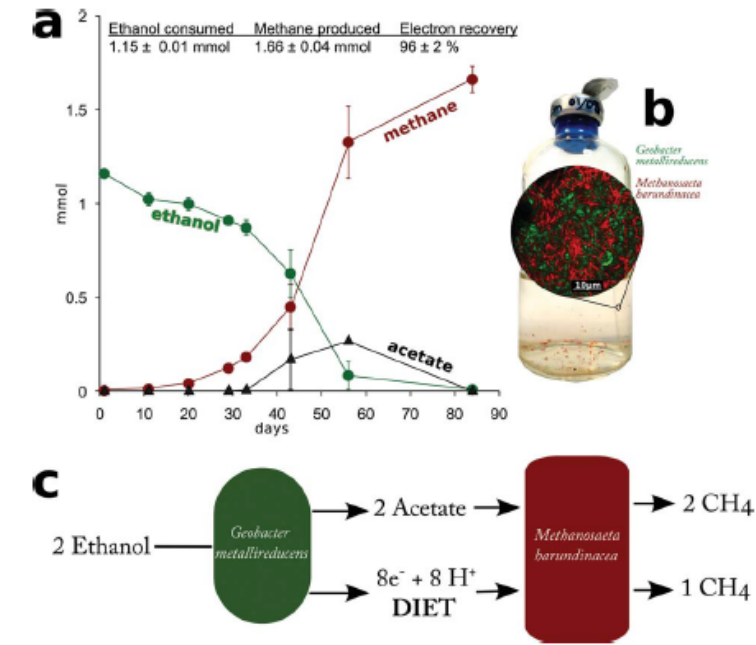 a
Ethanol consumed Methane produced Electron recovery
1.15 ± 0.01 mmol 1.66 ± 0.04 mmol 96 ± 2 %
2
1.5
1
0.5
0
mmol
ethanol
methane
acetate
0 10 20 30 40 50 60 70 80 90
days
b
Geobacter
metallireducens
Methanosaeta
harundinacea
10µm
c
2 Ethanol
Geobacter
metallireducens
2 Acetate
8e⁻ + 8 H⁺
DIET
Methanosaeta
harundinacea
2 CH4
1 CH4